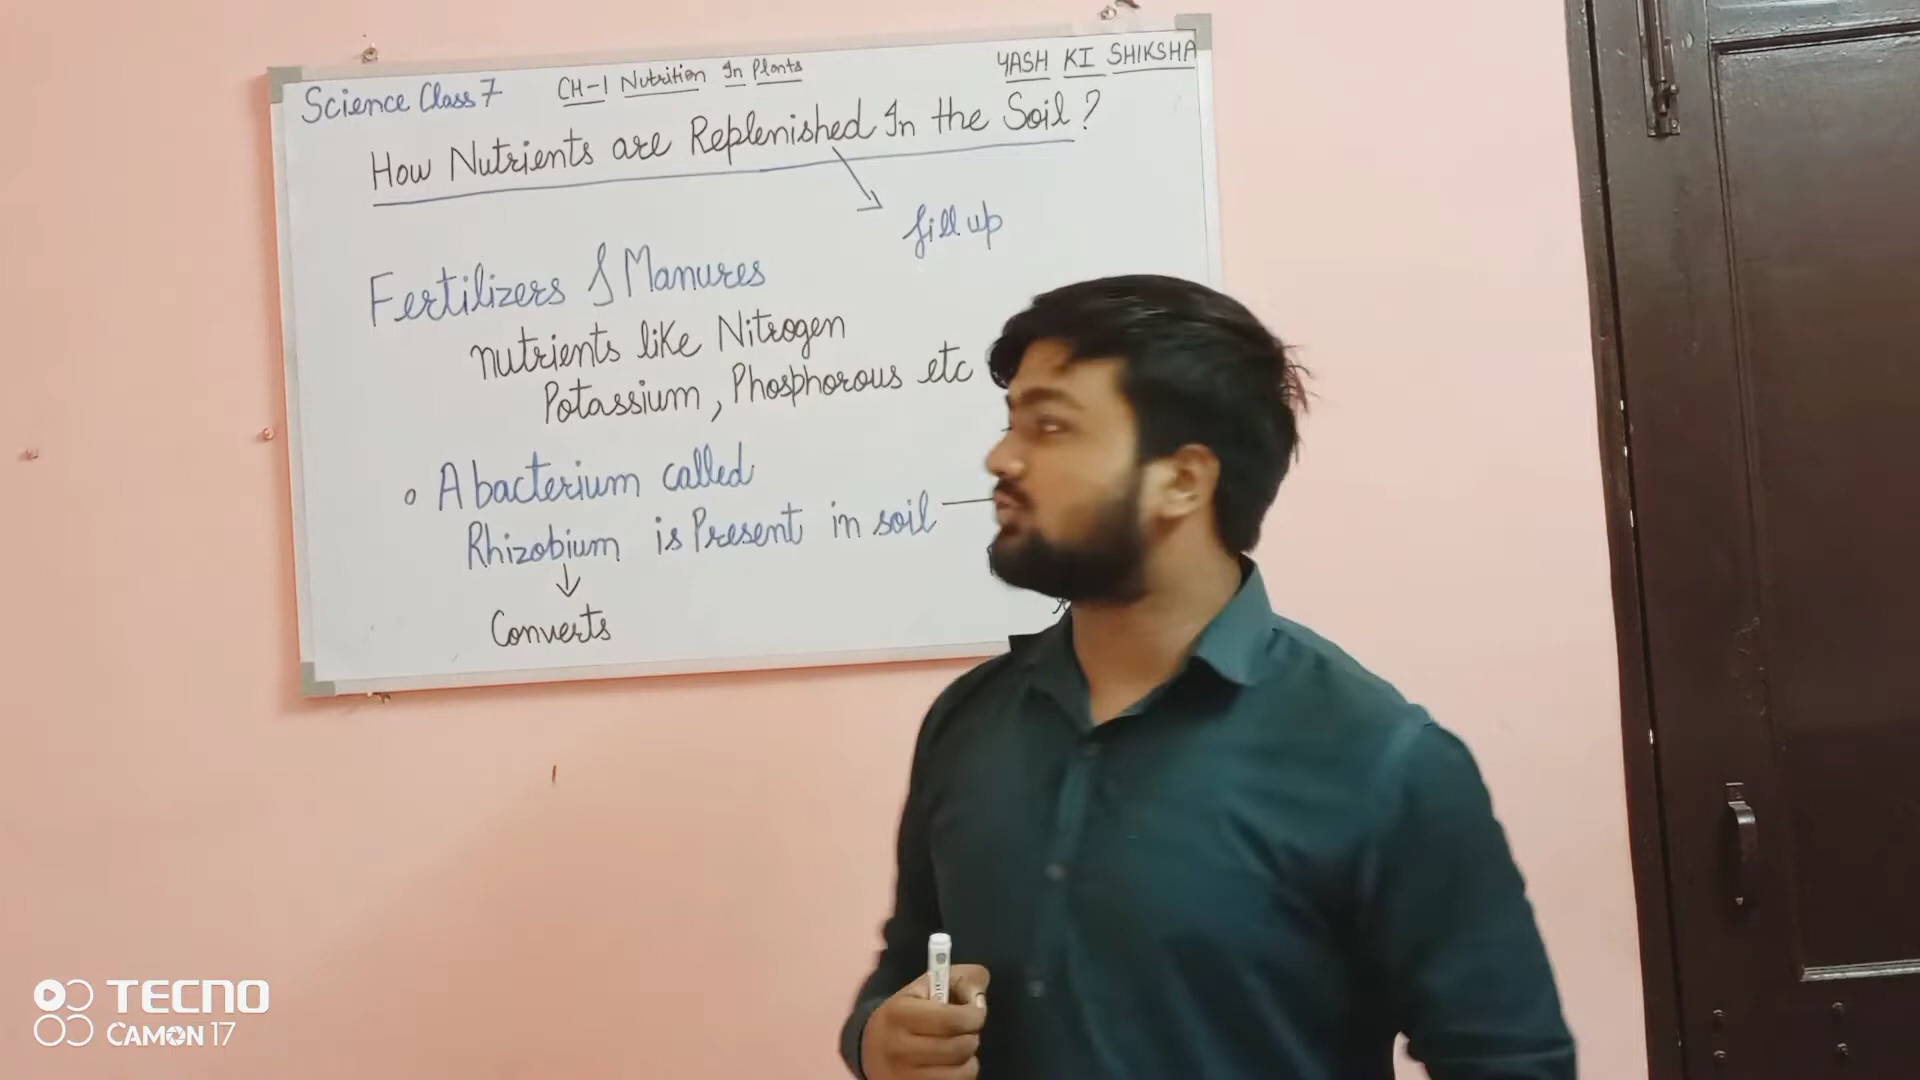 Science Class 7
CH-1 Nutrition In Plants
YASH KI SHIKSHA
How Nutrients are Replenished In the Soil?
fill up
Fertilizers & Manures
nutrients like Nitrogen
Potassium, Phosphorous etc
A bacterium called
Rhizobium is Present in soil
Converts
TECNO
CAMON 17